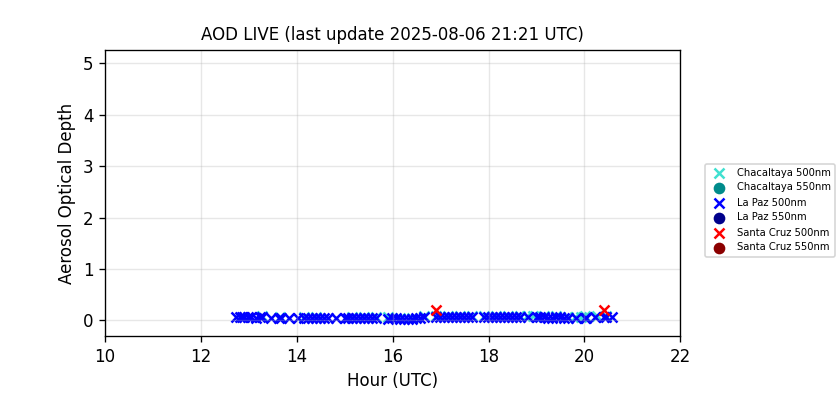 AOD LIVE (last update 2025-08-06 21:21 UTC)
Aerosol Optical Depth
5
4
3
2
1
0
10 12 14 16 18 20 22
Hour (UTC)
Chacaltaya 500nm
Chacaltaya 550nm
La Paz 500nm
La Paz 550nm
Santa Cruz 500nm
Santa Cruz 550nm